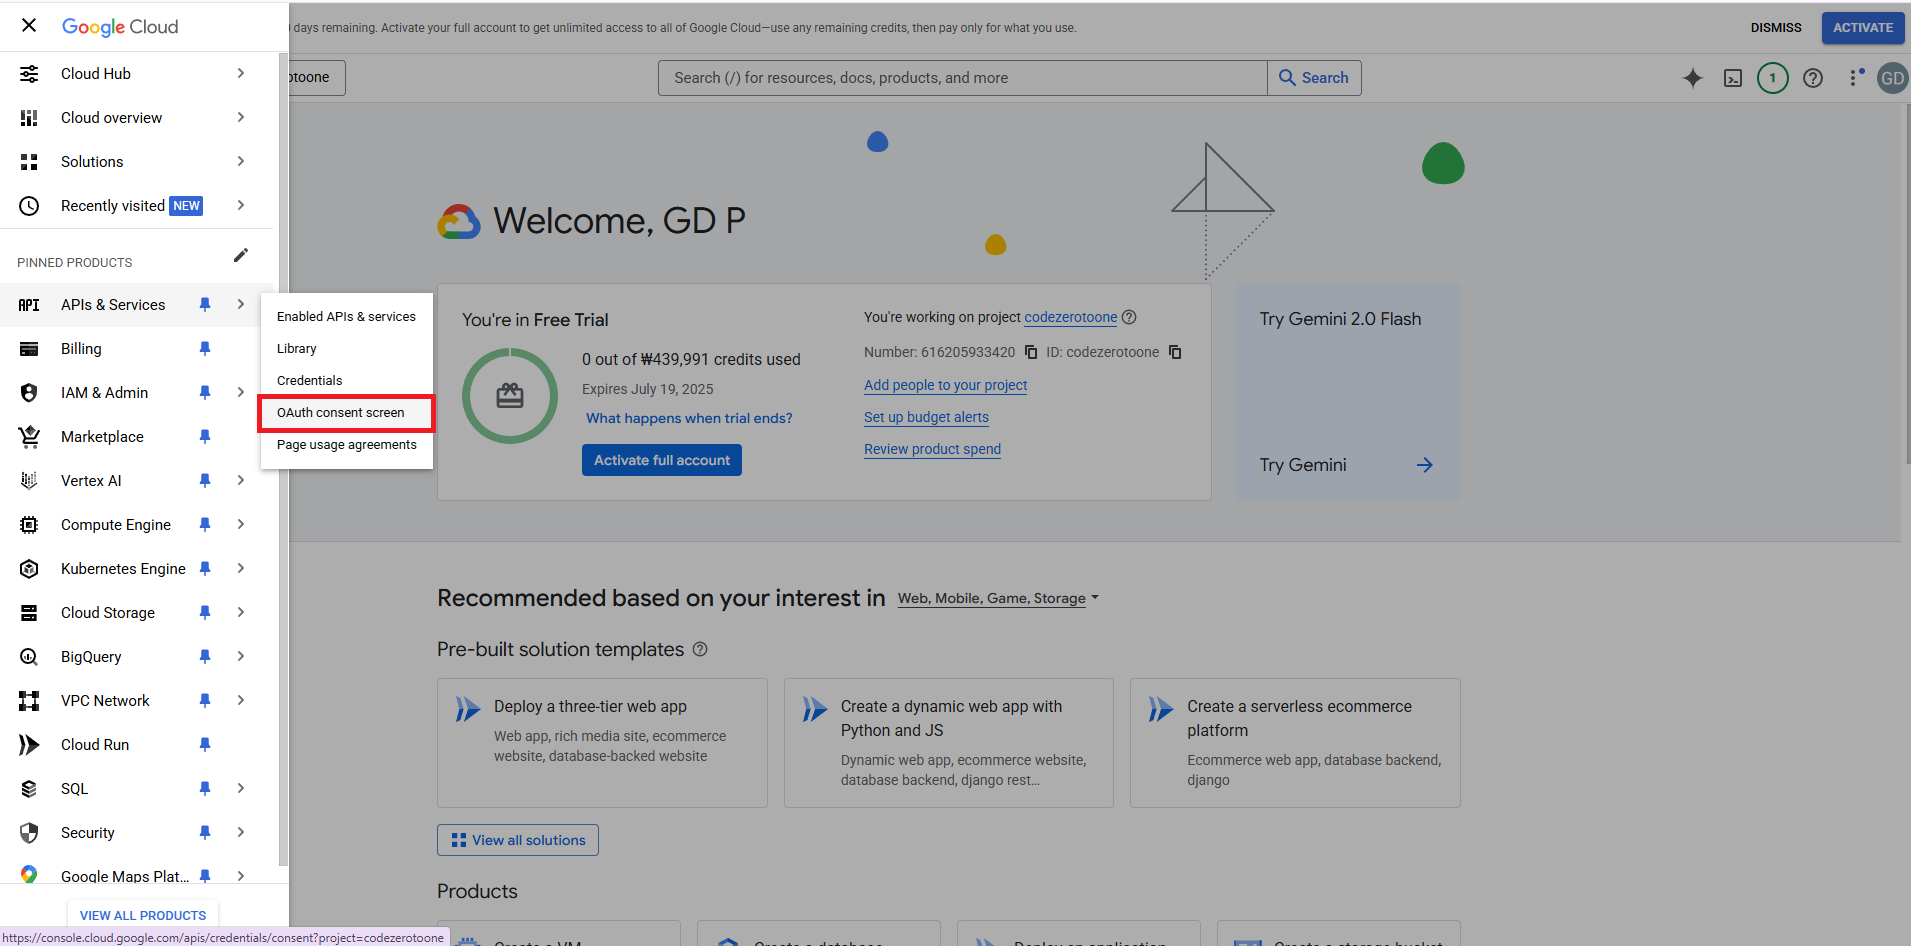 Google Cloud
days remaining. Activate your full account to get unlimited access to all of Google Cloud—use any remaining credits, then pay only for what you use.
DISMISS
ACTIVATE
otoone
Search (/) for resources, docs, products, and more
Search
1
GD
Cloud Hub
Cloud overview
Solutions
Recently visited NEW
PINNED PRODUCTS
API APIs & Services
Billing
IAM & Admin
Marketplace
Vertex AI
Compute Engine
Kubernetes Engine
Cloud Storage
BigQuery
VPC Network
Cloud Run
SQL
Security
Google Maps Plat...
VIEW ALL PRODUCTS
https://console.cloud.google.com/apis/credentials/consent?project=codezerotoone
Enabled APIs & services
Library
Credentials
OAuth consent screen
Page usage agreements
Welcome, GD P
You're in Free Trial
0 out of ₩439,991 credits used
Expires July 19, 2025
What happens when trial ends?
Activate full account
You're working on project codezerotoone
Number: 616205933420 ID: codezerotoone
Add people to your project
Set up budget alerts
Review product spend
Try Gemini 2.0 Flash
Try Gemini
Recommended based on your interest in Web, Mobile, Game, Storage
Pre-built solution templates
Deploy a three-tier web app
Web app, rich media site, ecommerce
website, database-backed website
Create a dynamic web app with
Python and JS
Dynamic web app, ecommerce website,
database backend, django rest...
Create a serverless ecommerce
platform
Ecommerce web app, database backend,
django
View all solutions
Products
Create a VM
Create a database
Deploy an application
Create a storage bucket